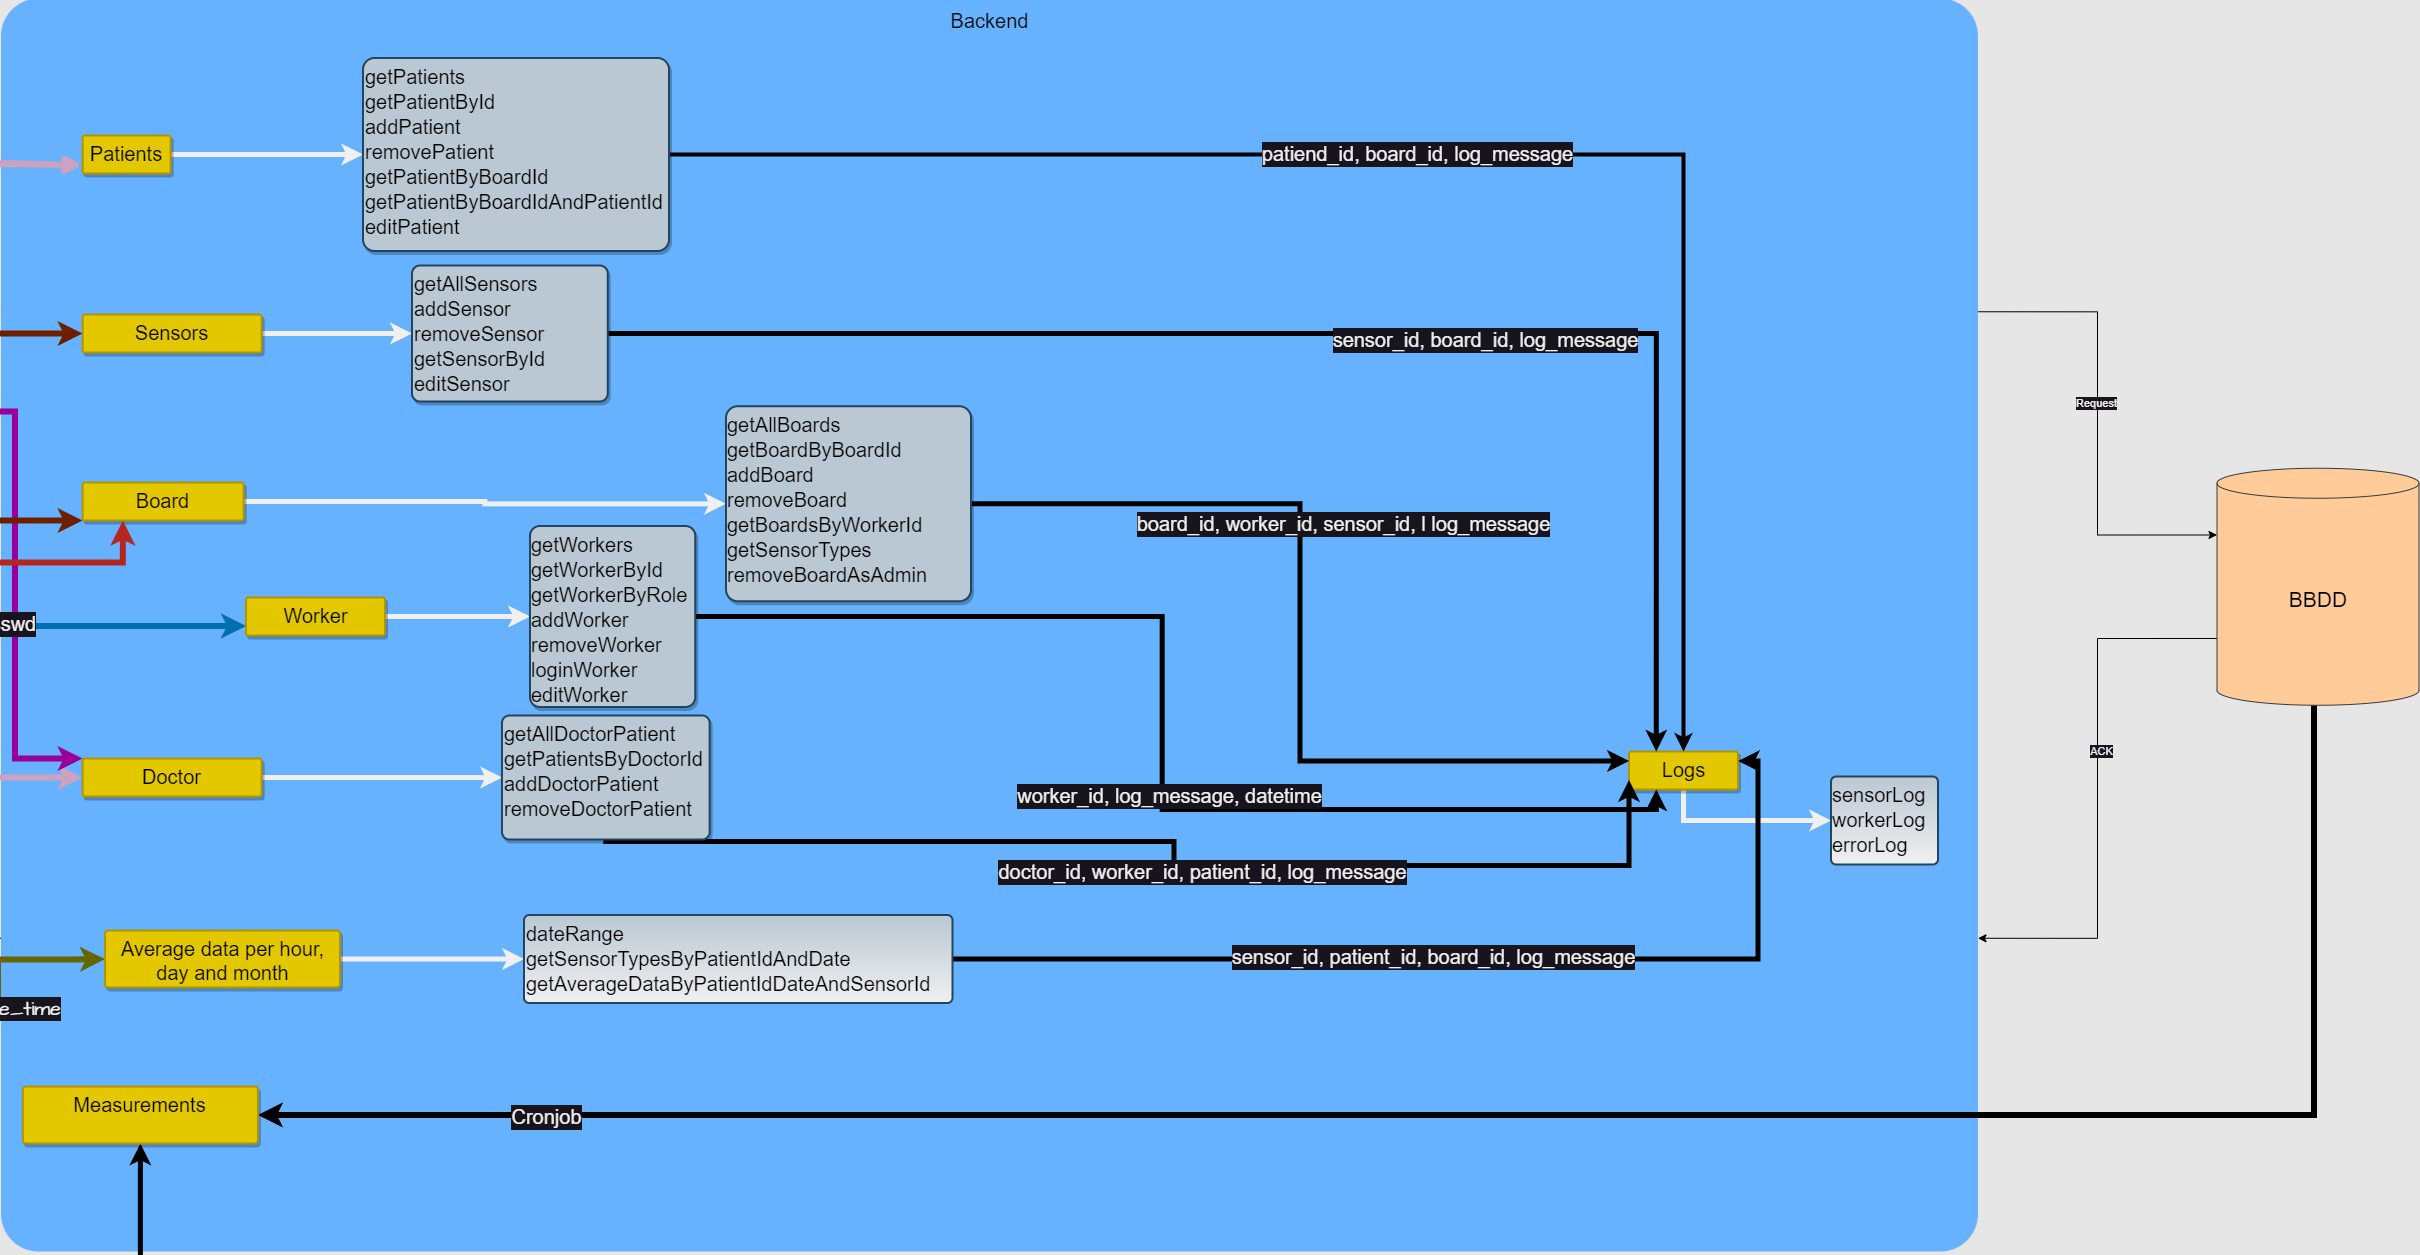 Backend
Patients
getPatients
getPatientById
addPatient
removePatient
getPatientByBoardId
getPatientByBoardIdAndPatientId
editPatient
patiend_id, board_id, log_message
Sensors
getAllSensors
addSensor
removeSensor
getSensorById
editSensor
sensor_id, board_id, log_message
Board
getAllBoards
getBoardByBoardId
addBoard
removeBoard
getBoardsByWorkerId
getSensorTypes
removeBoardAsAdmin
board_id, worker_id, sensor_id, l log_message
swd
Worker
getWorkers
getWorkerById
getWorkerByRole
addWorker
removeWorker
loginWorker
editWorker
worker_id, log_message, datetime
Doctor
getAllDoctorPatient
getPatientsByDoctorId
addDoctorPatient
removeDoctorPatient
doctor_id, worker_id, patient_id, log_message
Logs
sensorLog
workerLog
errorLog
Average data per hour,
day and month
dateRange
getSensorTypesByPatientIdAndDate
getAverageDataByPatientIdDateAndSensorId
sensor_id, patient_id, board_id, log_message
e_time
Measurements
Cronjob
Request
BBDD
ACK